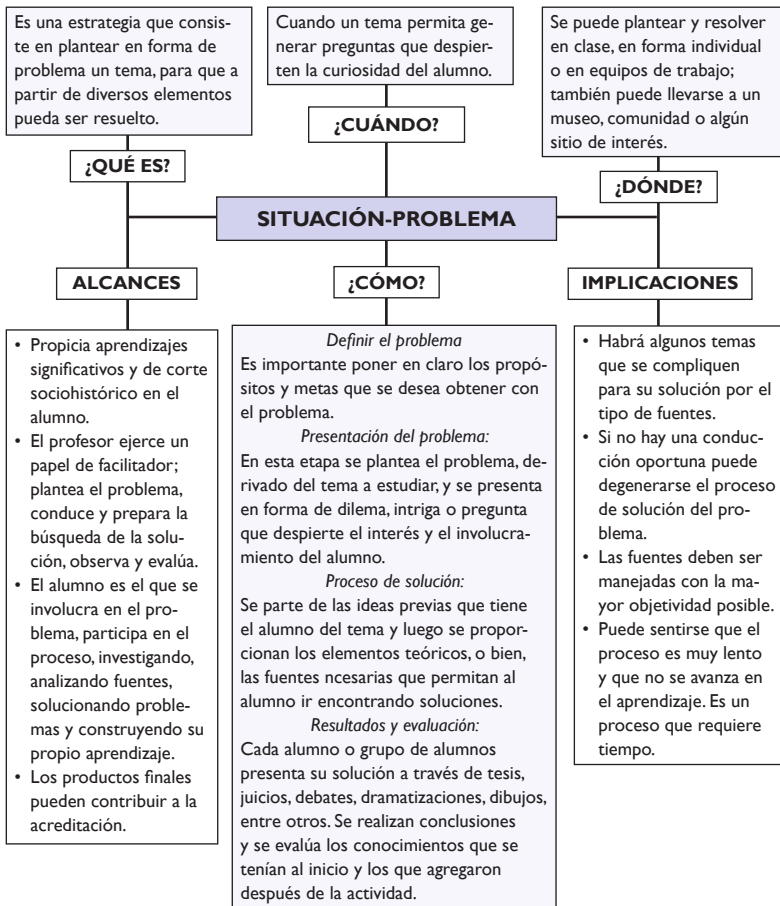 Es una estrategia que consis-
te en plantear en forma de
problema un tema, para que a
partir de diversos elementos
pueda ser resuelto.
¿QUÉ ES?
Cuando un tema permita ge-
nerar preguntas que despier-
ten la curiosidad del alumno.
¿CUÁNDO?
Se puede plantear y resolver
en clase, en forma individual
o en equipos de trabajo;
también puede llevarse a un
museo, comunidad o algún
sitio de interés.
¿DÓNDE?
SITUACIÓN-PROBLEMA
ALCANCES
• Propicia aprendizajes
significativos y de corte
sociohistórico en el
alumno.
• El profesor ejerce un
papel de facilitador;
plantea el problema,
conduce y prepara la
búsqueda de la solu-
ción, observa y evalúa.
• El alumno es el que se
involucra en el pro-
blema, participa en el
proceso, investigando,
analizando fuentes,
solucionando proble-
mas y construyendo su
propio aprendizaje.
• Los productos finales
pueden contribuir a la
acreditación.
¿CÓMO?
Definir el problema
Es importante poner en claro los propó-
sitos y metas que se desea obtener con
el problema.
Presentación del problema:
En esta etapa se plantea el problema, de-
rivado del tema a estudiar, y se presenta
en forma de dilema, intriga o pregunta
que despierte el interés y el involucra-
miento del alumno.
Proceso de solución:
Se parte de las ideas previas que tiene
el alumno del tema y luego se propor-
cionan los elementos teóricos, o bien,
las fuentes ncesarias que permitan al
alumno ir encontrando soluciones.
Resultados y evaluación:
Cada alumno o grupo de alumnos
presenta su solución a través de tesis,
juicios, debates, dramatizaciones, dibujos,
entre otros. Se realizan conclusiones
y se evalúa los conocimientos que se
tenían al inicio y los que agregaron
después de la actividad.
IMPLICACIONES
• Habrá algunos temas
que se compliquen
para su solución por el
tipo de fuentes.
• Si no hay una conduc-
ción oportuna puede
degenerarse el proceso
de solución del pro-
blema.
• Las fuentes deben ser
manejadas con la ma-
yor objetividad posible.
• Puede sentirse que el
proceso es muy lento
y que no se avanza en
el aprendizaje. Es un
proceso que requiere
tiempo.